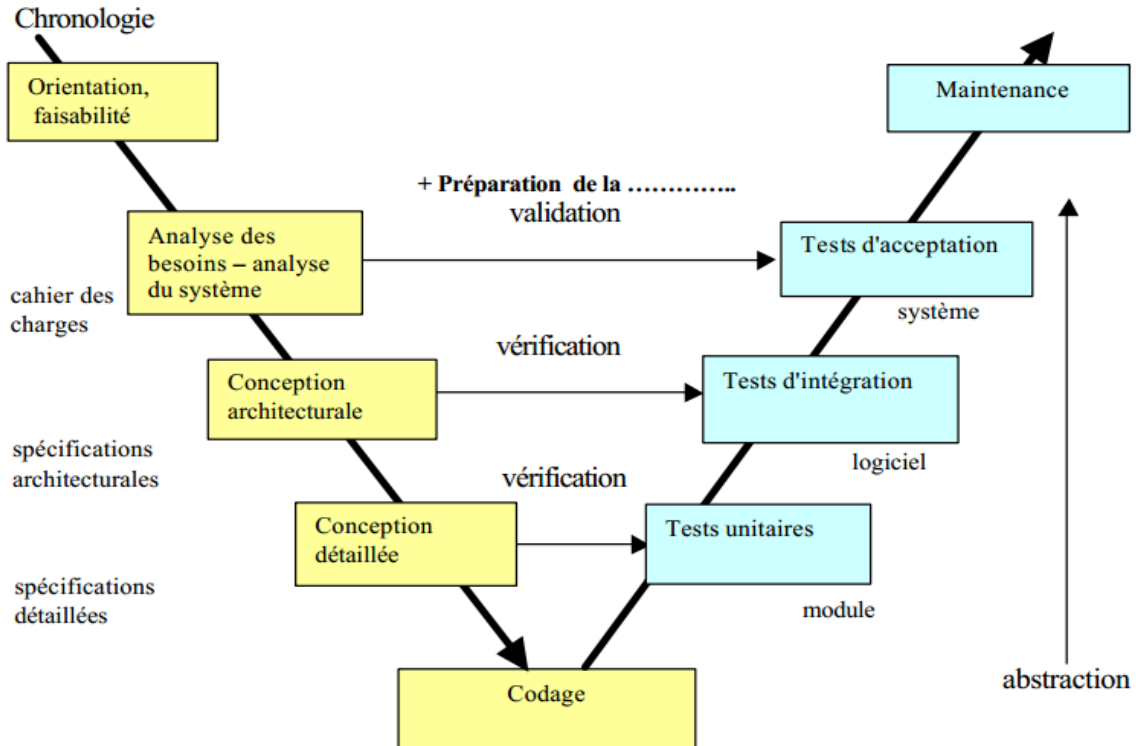 Chronologie
Orientation,
faisabilité
Maintenance
+ Préparation de la …………..
validation
Analyse des
besoins – analyse
du système
Tests d'acceptation
cahier des
charges
système
vérification
Conception
architecturale
Tests d'intégration
spécifications
architecturales
logiciel
vérification
Conception
détaillée
Tests unitaires
spécifications
détaillées
module
abstraction
Codage